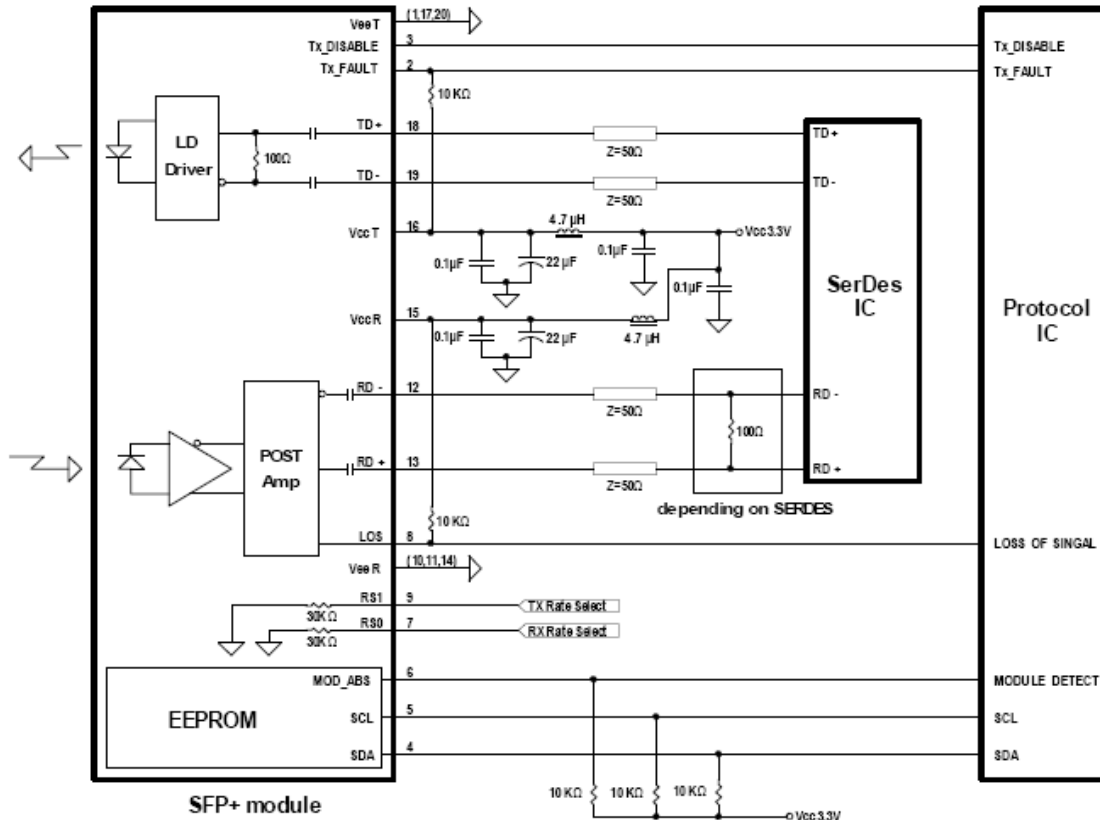 VeeT (1,17,20)
Tx_DISABLE 3 Tx_DISABLE
Tx_FAULT 2 Tx_FAULT
10 KΩ
LD
Driver
100Ω
TD+ 18 Z=50Ω TD+
TD- 19 Z=50Ω TD-
VccT 16 4.7 µH Vcc3.3V
0.1µF 22 µF 0.1µF
0.1µF
SerDes
IC
Protocol
IC
VccR 15
0.1µF 22 µF 4.7 µH
RD - 12 Z=50Ω RD -
100Ω
POST
Amp
RD + 13 Z=50Ω RD +
depending on SERDES
10 KΩ
LOS 8 LOSS OF SINGAL
VeeR (10,11,14)
RS1 9 TX Rate Select
30KΩ
RS0 7 RX Rate Select
30KΩ
MOD_ABS 6 MODULE DETECT
EEPROM
SCL 5 SCL
SDA 4 SDA
10 KΩ 10 KΩ 10 KΩ
Vcc3.3V
SFP+ module